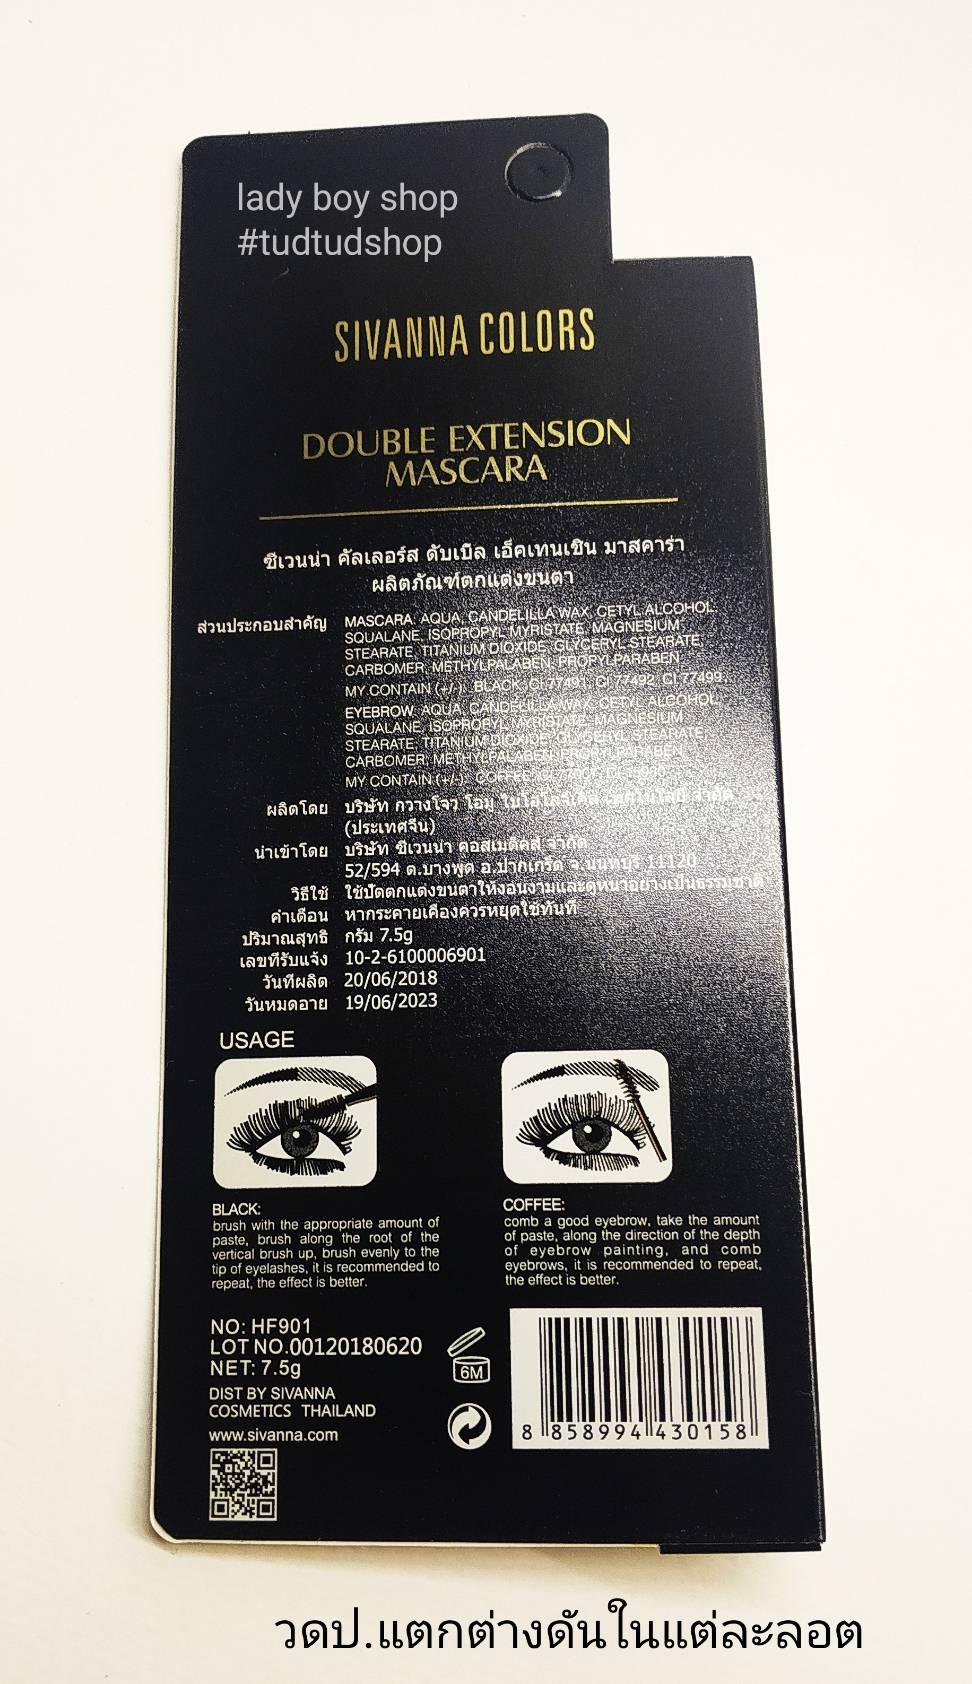 lady boy shop
#tudtudshop
SIVANNA COLORS
DOUBLE EXTENSION
MASCARA
ซีเวนน่า คัลเลอร์ส ดับเบิล เอ็คเทนเชิน มาสคาร่า
ผลิตภัณฑ์ตกแต่งขนตา
ส่วนประกอบสำคัญ MASCARA, AQUA, CANDELILLA WAX, CETYL ALCOHOL,
SQUALANE, ISOPROPYL MYRISTATE, MAGNESIUM
STEARATE, TITANIUM DIOXIDE, GLYCERYL STEARATE,
CARBOMER, METHYLPALABEN, PROPYLPARABEN
MY CONTAIN (+/-): BLACK, CI 77491, CI 77492, CI 77499
EYEBROW, AQUA, CANDELILLA WAX, CETYL ALCOHOL,
SQUALANE, ISOPROPYL MYRISTATE, MAGNESIUM
STEARATE, TITANIUM DIOXIDE, GLYCERYL STEARATE,
CARBOMER, METHYLPALABEN, PROPYLPARABEN
MY CONTAIN (+/-): COFFEE,
ผลิตโดย บริษัท กวางโจว โอมุ จำกัด
(ประเทศจีน)
นำเข้าโดย บริษัท ซีเวนน่า คอสเมติคส์ จำกัด
52/594 ต.บางพูด อ.ปากเกร็ด จ.นนทบุรี 11120
วิธีใช้ ใช้ปัดตกแต่งขนตาให้งอนงามและดูหนาอย่างเป็นธรรมชาติ
คำเตือน หากระคายเคืองควรหยุดใช้ทันที
ปริมาณสุทธิ กรัม 7.5g
เลขที่รับแจ้ง 10-2-6100006901
วันที่ผลิต 20/06/2018
วันหมดอายุ 19/06/2023
USAGE
BLACK:
brush with the appropriate amount of
paste, brush along the root of the
vertical brush up, brush evenly to the
tip of eyelashes, it is recommended to
repeat, the effect is better.
COFFEE:
comb a good eyebrow, take the amount
of paste, along the direction of the depth
of eyebrow painting, and comb
eyebrows, it is recommended to repeat,
the effect is better.
NO: HF901
LOT NO.00120180620
NET: 7.5g
DIST BY SIVANNA
COSMETICS THAILAND
www.sivanna.com
6M
8 858994 430158
วดป.แตกต่างดันในแต่ละลอต